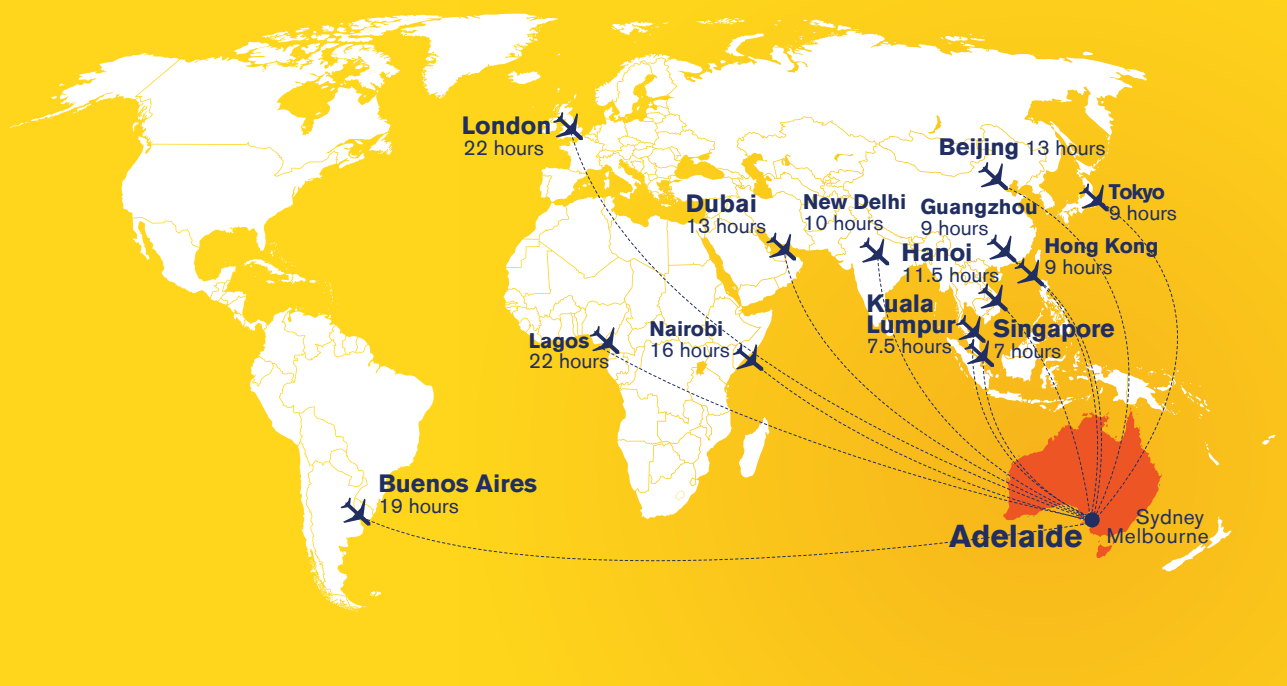 London
22 hours
Beijing 13 hours
Dubai
13 hours
New Delhi
10 hours
Guangzhou
9 hours
Tokyo
9 hours
Hanoi
11.5 hours
Hong Kong
9 hours
Kuala
Lumpur
7.5 hours
Singapore
7 hours
Lagos
22 hours
Nairobi
16 hours
Buenos Aires
19 hours
Adelaide
Sydney
Melbourne